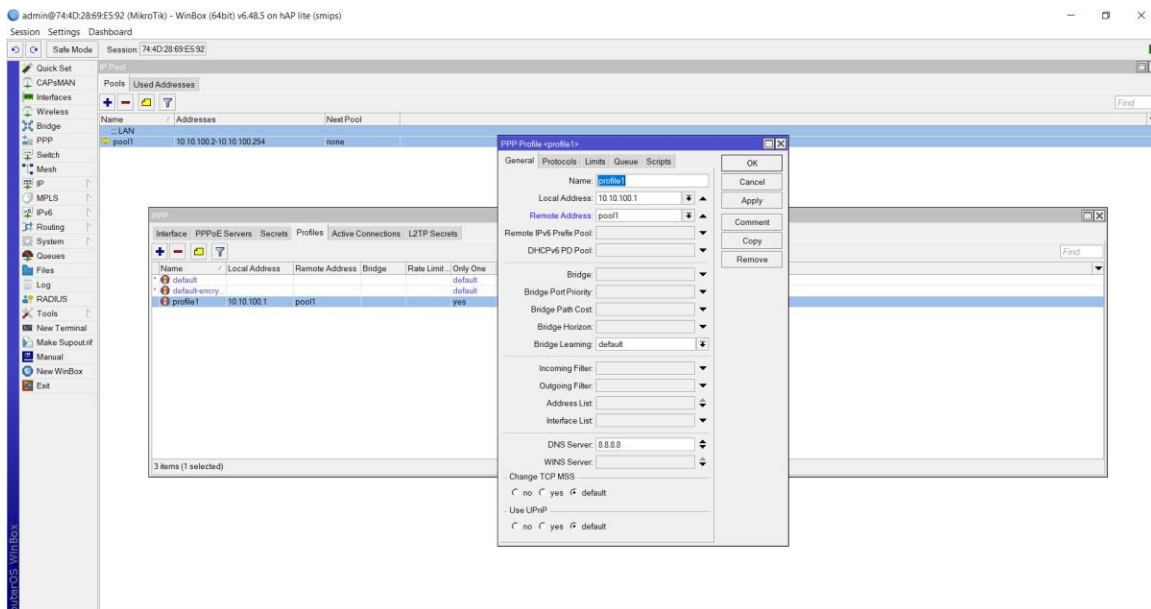 admin@74:4D:28:69:E5:92 (MikroTik) - WinBox (64bit) v6.48.5 on hAP lite (smips)
Session Settings Dashboard
Safe Mode Session: 74:4D:28:69:E5:92
Quick Set
CAPsMAN
Interfaces
Wireless
Bridge
PPP
Switch
Mesh
IP
MPLS
IPv6
Routing
System
Queues
Files
Log
RADIUS
Tools
New Terminal
Make Supout.rif
Manual
New WinBox
Exit
uterOS WinBox
IP Pool
Pools Used Addresses
Find
Name Addresses Next Pool
::: LAN
pool1 10.10.100.2-10.10.100.254 none
PPP
Interface PPPoE Servers Secrets Profiles Active Connections L2TP Secrets
Find
Name Local Address Remote Address Bridge Rate Limit ... Only One
* default default
* default-encry... default
profile1 10.10.100.1 pool1 yes
3 items (1 selected)
PPP Profile <profile1>
General Protocols Limits Queue Scripts
Name: profile1
Local Address: 10.10.100.1
Remote Address: pool1
Remote IPv6 Prefix Pool:
DHCPv6 PD Pool:
Bridge:
Bridge Port Priority:
Bridge Path Cost:
Bridge Horizon:
Bridge Learning: default
Incoming Filter:
Outgoing Filter:
Address List:
Interface List:
DNS Server: 8.8.8.8
WINS Server:
Change TCP MSS
no yes default
Use UPnP
no yes default
OK
Cancel
Apply
Comment
Copy
Remove